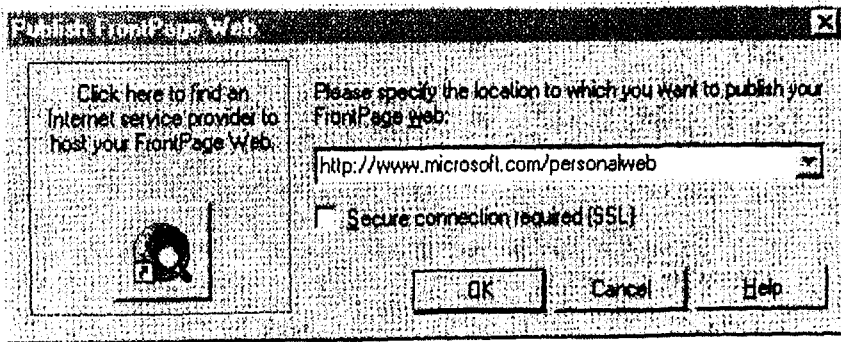 Publish FrontPage Web
Click here to find an
Internet service provider to
host your FrontPage Web.
Please specify the location to which you want to publish your
FrontPage web:
http://www.microsoft.com/personalweb
Secure connection required (SSL)
OK
Cancel
Help